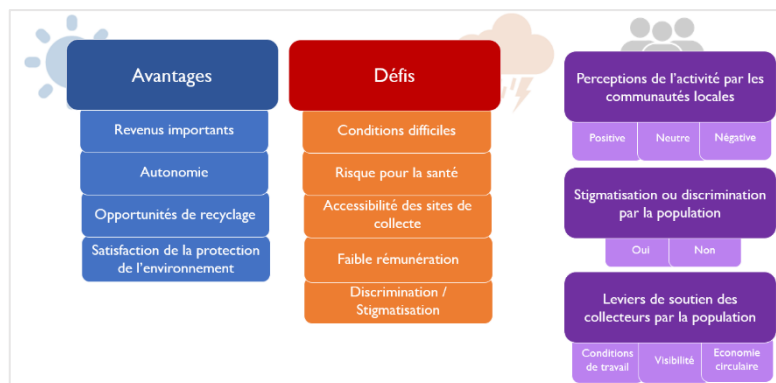 Avantages
Revenus importants
Autonomie
Opportunités de recyclage
Satisfaction de la protection
de l'environnement
Défis
Conditions difficiles
Risque pour la santé
Accessibilité des sites de
collecte
Faible rémunération
Discrimination /
Stigmatisation
Perceptions de l'activité par les
communautés locales
Positive
Neutre
Négative
Stigmatisation ou discrimination
par la population
Oui
Non
Leviers de soutien des
collecteurs par la population
Conditions
de travail
Visibilité
Economie
circulaire